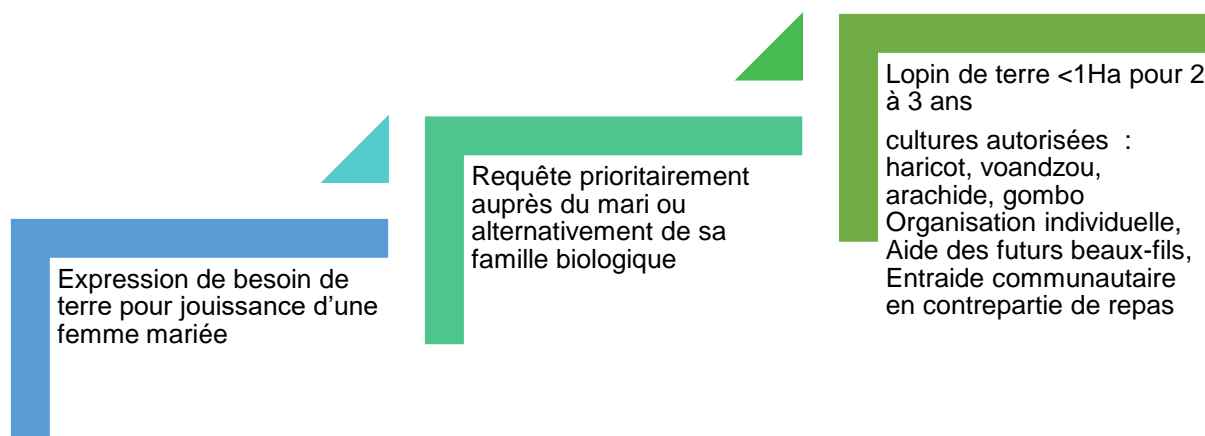 Expression de besoin de
terre pour jouissance d’une
femme mariée
Requête prioritairement
auprès du mari ou
alternativement de sa
famille biologique
Lopin de terre <1Ha pour 2
à 3 ans
cultures autorisées :
haricot, voandzou,
arachide, gombo
Organisation individuelle,
Aide des futurs beaux-fils,
Entraide communautaire
en contrepartie de repas